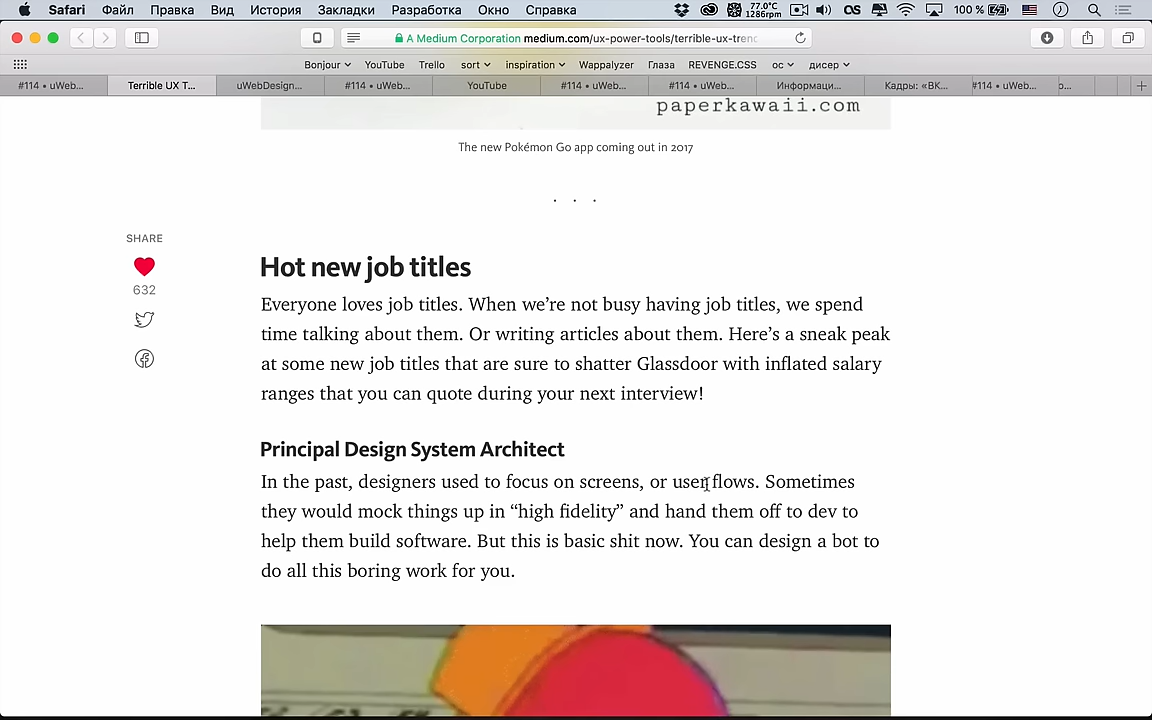 Safari Файл Правка Вид История Закладки Разработка Окно Справка 77.0°C 1286rpm 100 %
A Medium Corporation medium.com/ux-power-tools/terrible-ux-trenc
Bonjour YouTube Trello sort inspiration Wappalyzer Глаза REVENGE.CSS ос дисер
#114 • uWeb... Terrible UX T... uWebDesign... #114 • uWeb... YouTube #114 • uWeb... #114 • uWeb... Информаци... Кадры: «ВК... #114 • uWeb...
paperkawaii.com
The new Pokémon Go app coming out in 2017
. . .
SHARE
632
Hot new job titles
Everyone loves job titles. When we’re not busy having job titles, we spend
time talking about them. Or writing articles about them. Here’s a sneak peak
at some new job titles that are sure to shatter Glassdoor with inflated salary
ranges that you can quote during your next interview!
Principal Design System Architect
In the past, designers used to focus on screens, or user flows. Sometimes
they would mock things up in “high fidelity” and hand them off to dev to
help them build software. But this is basic shit now. You can design a bot to
do all this boring work for you.